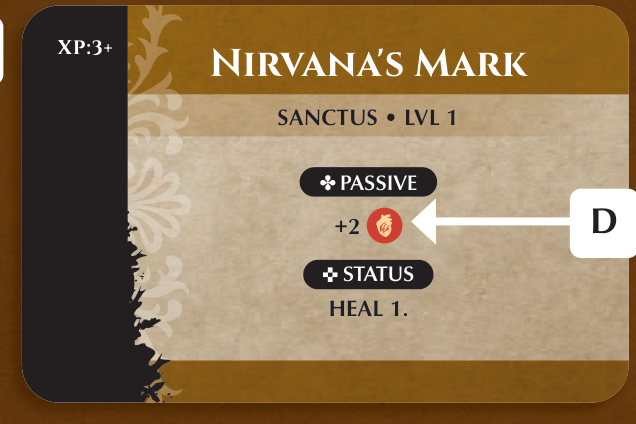 XP:3+
NIRVANA'S MARK
SANCTUS • LVL 1
PASSIVE
+2
D
STATUS
HEAL 1.